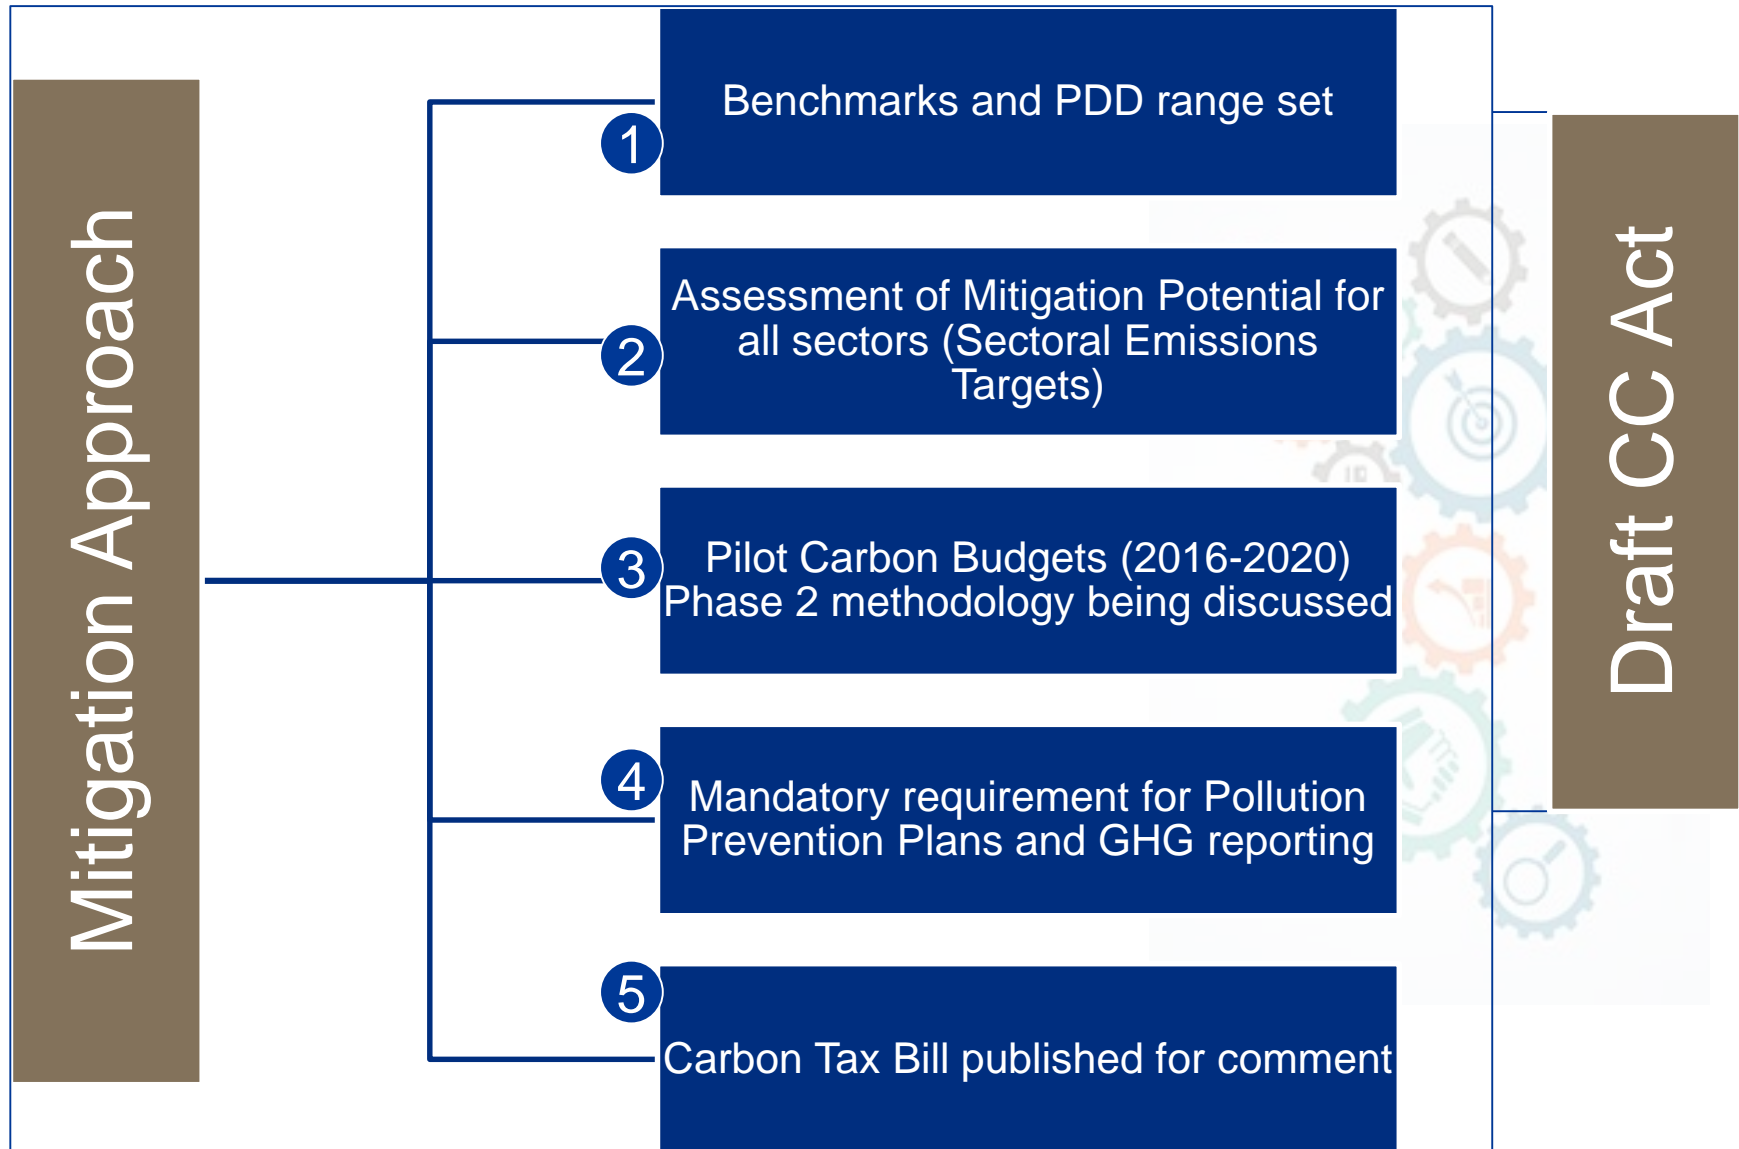 Mitigation Approach
1
Benchmarks and PDD range set
2
Assessment of Mitigation Potential for
all sectors (Sectoral Emissions
Targets)
3
Pilot Carbon Budgets (2016-2020)
Phase 2 methodology being discussed
4
Mandatory requirement for Pollution
Prevention Plans and GHG reporting
5
Carbon Tax Bill published for comment
Draft CC Act